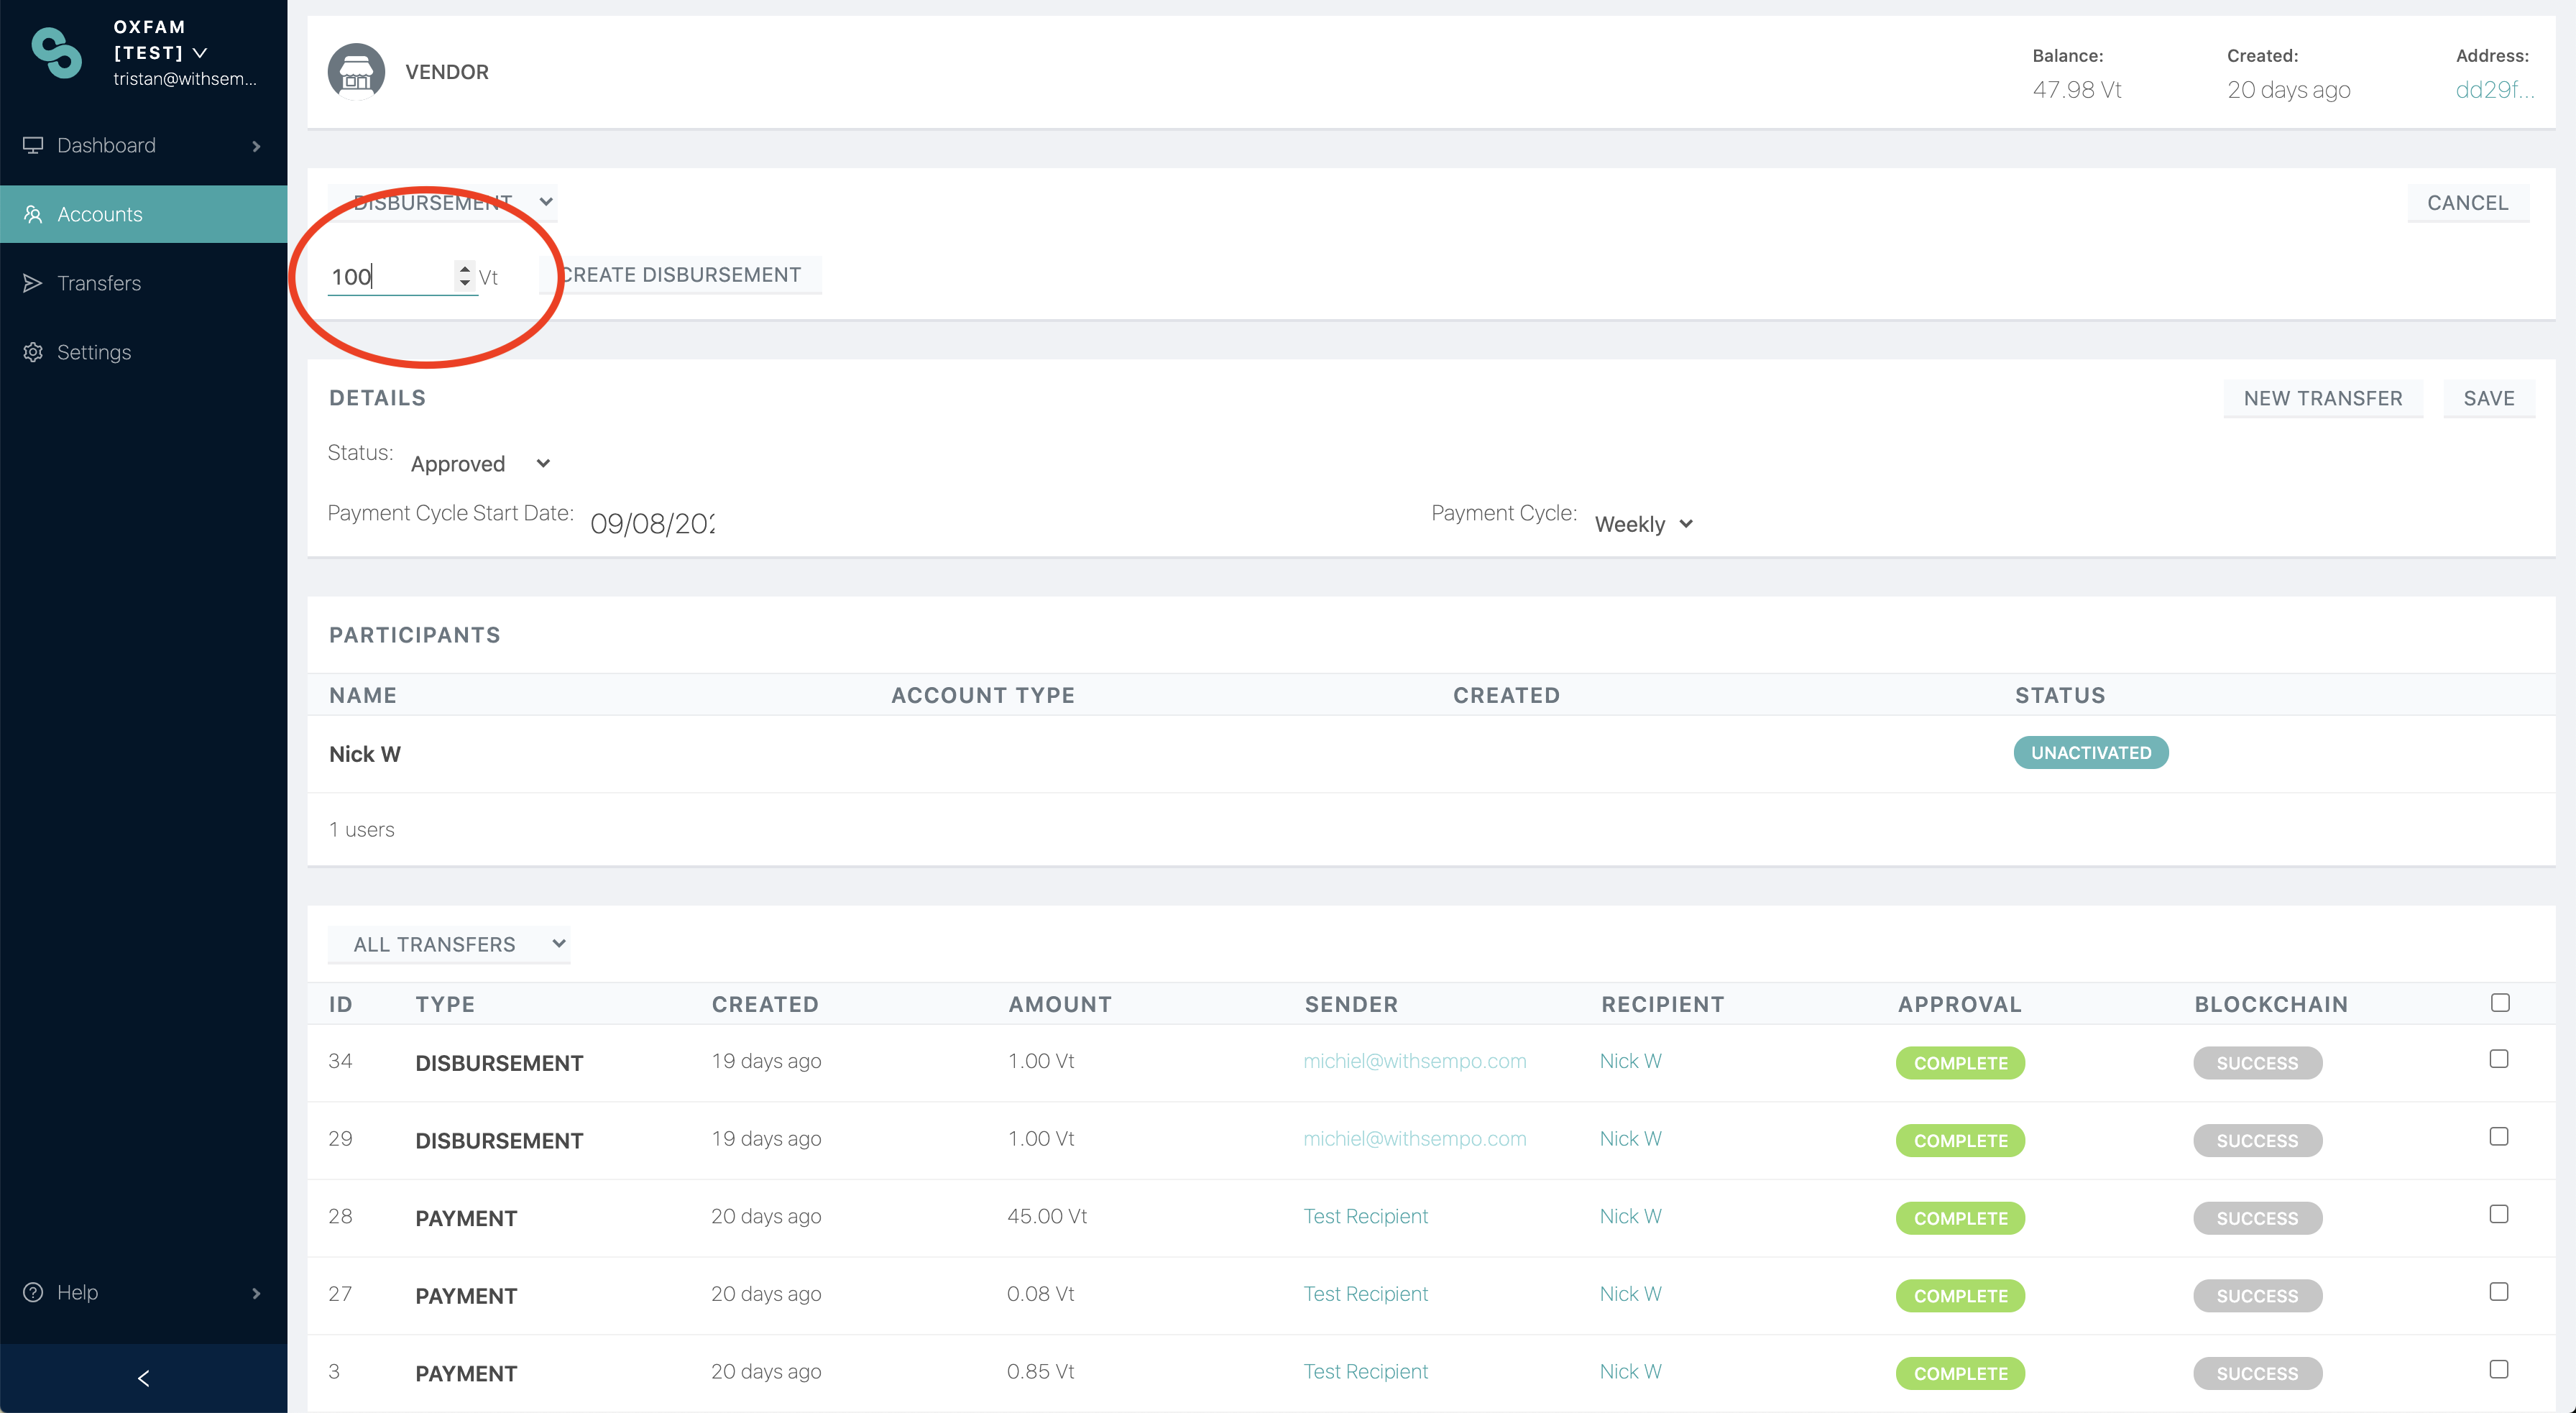 OXFAM
[TEST]
tristan@withsem...
Dashboard
Accounts
Transfers
Settings
Help
VENDOR
Balance:
47.98 Vt
Created:
20 days ago
Address:
dd29f...
DISBURSEMENT
CANCEL
100 Vt
CREATE DISBURSEMENT
DETAILS
NEW TRANSFER
SAVE
Status: Approved
Payment Cycle Start Date: 09/08/202
Payment Cycle: Weekly
PARTICIPANTS
NAME ACCOUNT TYPE CREATED STATUS
Nick W UNACTIVATED
1 users
ALL TRANSFERS
ID TYPE CREATED AMOUNT SENDER RECIPIENT APPROVAL BLOCKCHAIN
34 DISBURSEMENT 19 days ago 1.00 Vt michiel@withsempo.com Nick W COMPLETE SUCCESS
29 DISBURSEMENT 19 days ago 1.00 Vt michiel@withsempo.com Nick W COMPLETE SUCCESS
28 PAYMENT 20 days ago 45.00 Vt Test Recipient Nick W COMPLETE SUCCESS
27 PAYMENT 20 days ago 0.08 Vt Test Recipient Nick W COMPLETE SUCCESS
3 PAYMENT 20 days ago 0.85 Vt Test Recipient Nick W COMPLETE SUCCESS